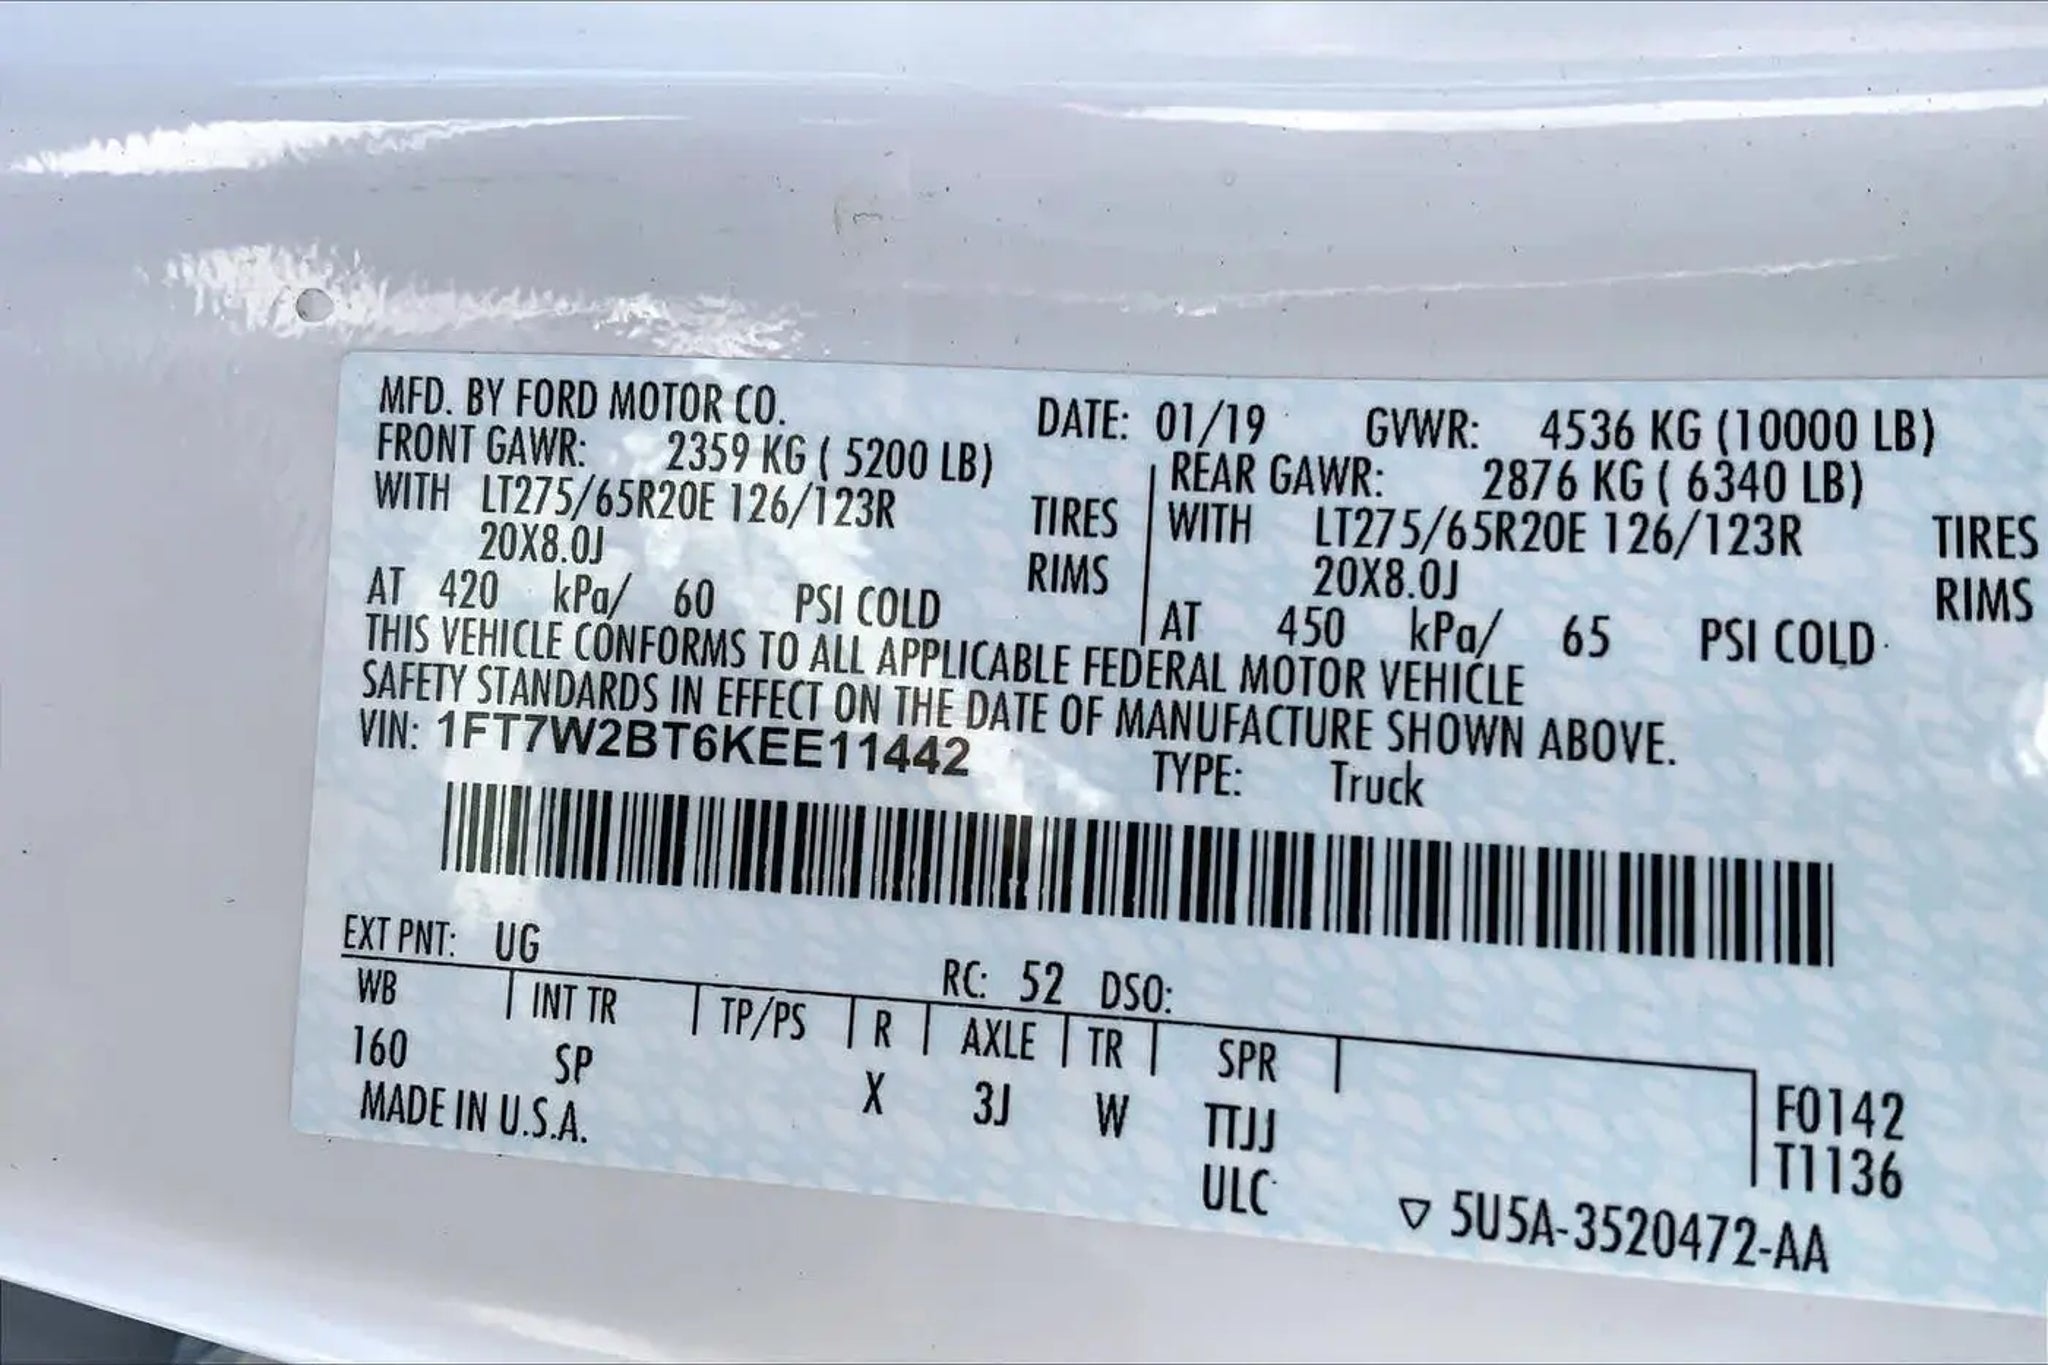 MFD. BY FORD MOTOR CO. DATE: 01/19 GVWR: 4536 KG (10000 LB)
FRONT GAWR: 2359 KG ( 5200 LB) REAR GAWR: 2876 KG ( 6340 LB)
WITH LT275/65R20E 126/123R TIRES WITH LT275/65R20E 126/123R TIRES
20X8.0J RIMS 20X8.0J RIMS
AT 420 kPa/ 60 PSI COLD AT 450 kPa/ 65 PSI COLD
THIS VEHICLE CONFORMS TO ALL APPLICABLE FEDERAL MOTOR VEHICLE
SAFETY STANDARDS IN EFFECT ON THE DATE OF MANUFACTURE SHOWN ABOVE.
VIN: 1FT7W2BT6KEE11442 TYPE: Truck
EXT PNT: UG RC: 52 DSO:
WB INT TR TP/PS R AXLE TR SPR
160 SP X 3J W TTJJ F0142
MADE IN U.S.A. ULC T1136
5U5A-3520472-AA